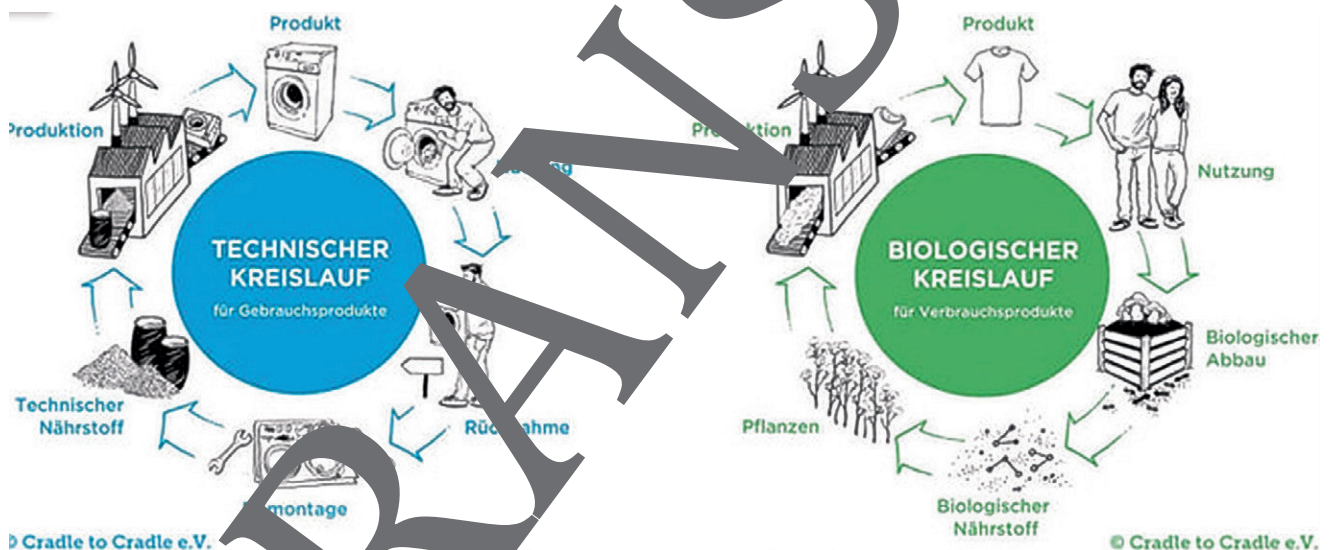 Produkt
Produktion
TECHNISCHER
KREISLAUF
für Gebrauchsprodukte
Technischer
Nährstoff
© Cradle to Cradle e.V.
Produkt
Nutzung
BIOLOGISCHER
KREISLAUF
für Verbrauchsprodukte
Biologischer
Abbau
Pflanzen
Biologischer
Nährstoff
© Cradle to Cradle e.V.